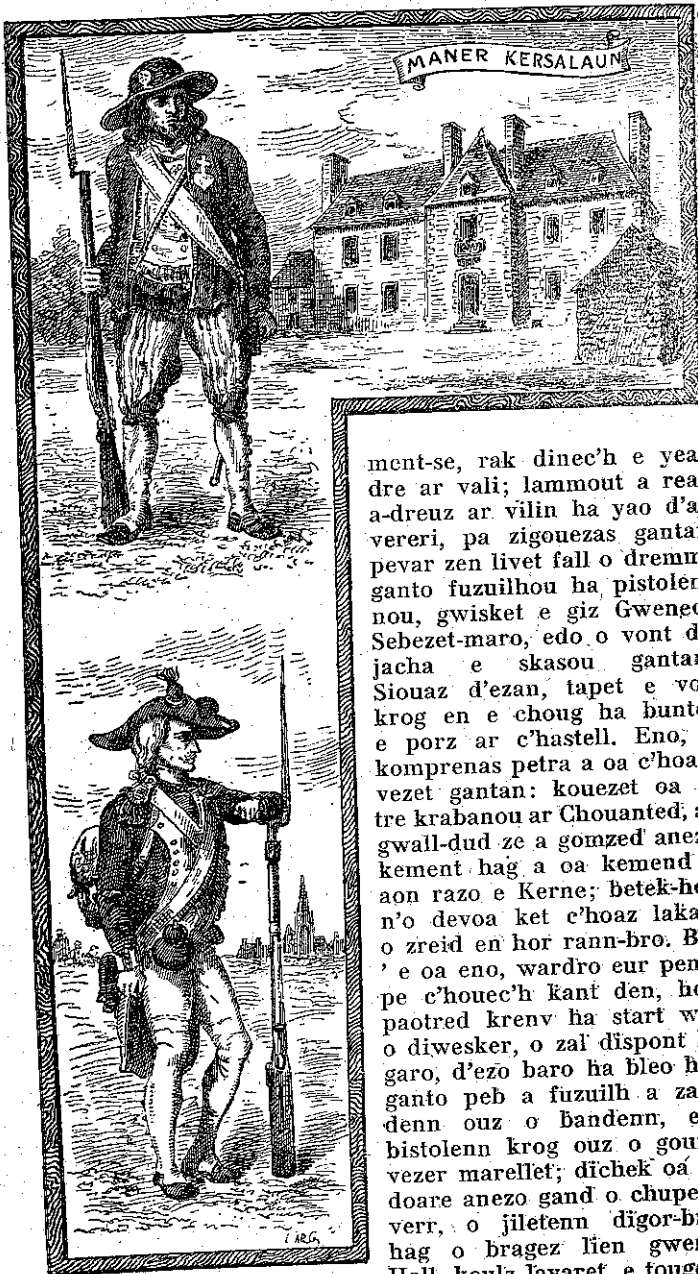 MANER KERSALAUN
ment-se, rak dinec'h e yea
dre ar vali; lammout a rea
a-dreuz ar vilin ha yao d'a
vereri, pa zigouezas ganta
pevar zen livet fall o dremm
ganto fuzuilhou ha pistolen
nou, gwisket e giz Gwened
Sebezet-maro, edo o vont d
jacha e skasou gantan
Siouaz d'ezan, tapet e vo
krog en e choug ha bunte
e porz ar c'hastell. Eno,
komprenas petra a oa c'hoa
vezet gantan: kouezet oa
tre krabanou ar Chouanted, a
gwall-dud ze a gomzed anez
kement hag a oa kemend
aon razo e Kerne; betek-he
n'o devoa ket c'hoaz laka
o zreid en hor rann-bro. B
' e oa eno, wardro eur pem
pe c'houec'h kant den, ho
paotred krenv ha start w
o diwesker, o zal dispont
garo, d'ezo baro ha bleo h
ganto peb a fuzuilh a za
denn ouz o bandenn, e
bistolenn krog ouz o gour
vezer marellet; dichek oa
doare anezo gand o chupe
verr, o jiletenn digor-br
hag o bragez lien gwen